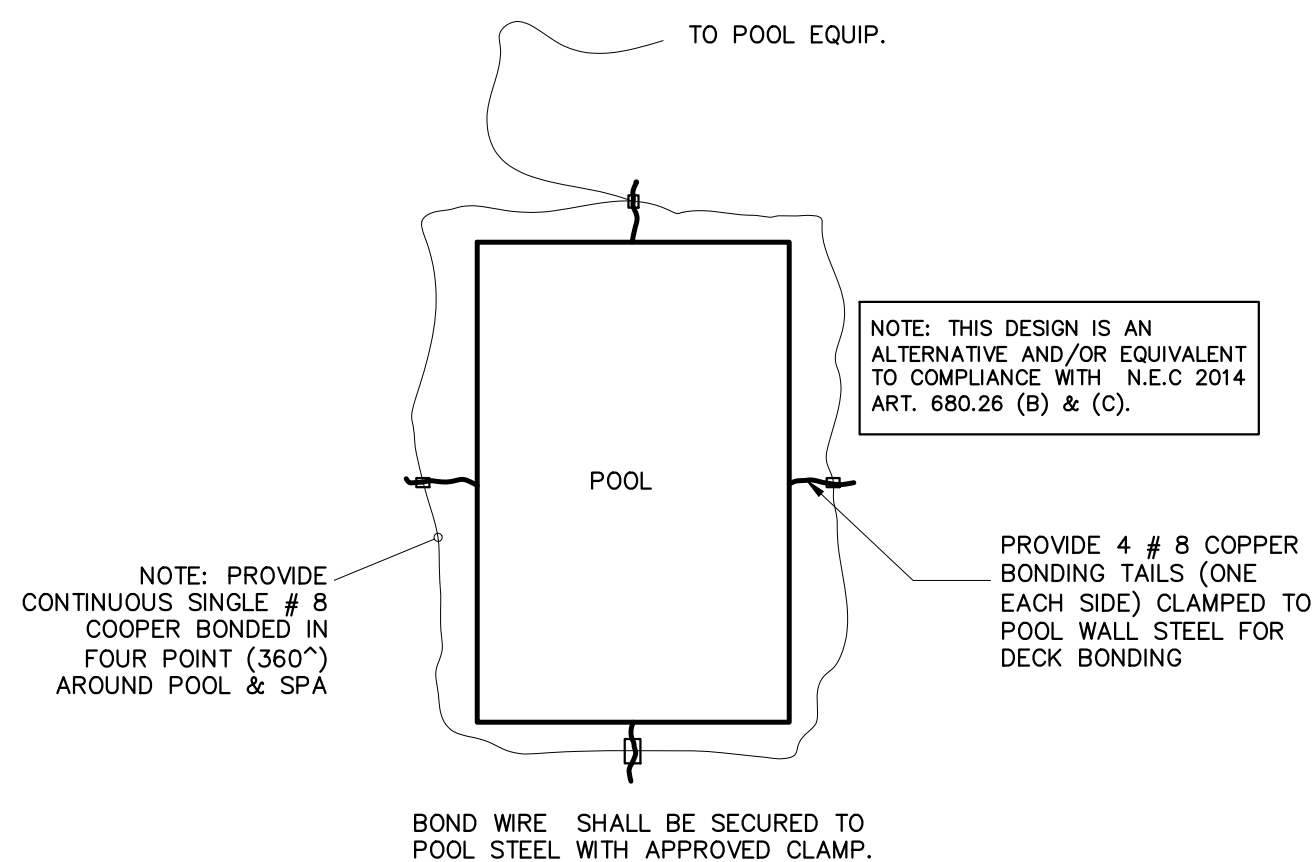 TO POOL EQUIP.
NOTE: THIS DESIGN IS AN
ALTERNATIVE AND/OR EQUIVALENT
TO COMPLIANCE WITH N.E.C 2014
ART. 680.26 (B) & (C).
POOL
NOTE: PROVIDE
CONTINUOUS SINGLE # 8
COOPER BONDED IN
FOUR POINT (360^)
AROUND POOL & SPA
PROVIDE 4 # 8 COPPER
BONDING TAILS (ONE
EACH SIDE) CLAMPED TO
POOL WALL STEEL FOR
DECK BONDING
BOND WIRE SHALL BE SECURED TO
POOL STEEL WITH APPROVED CLAMP.